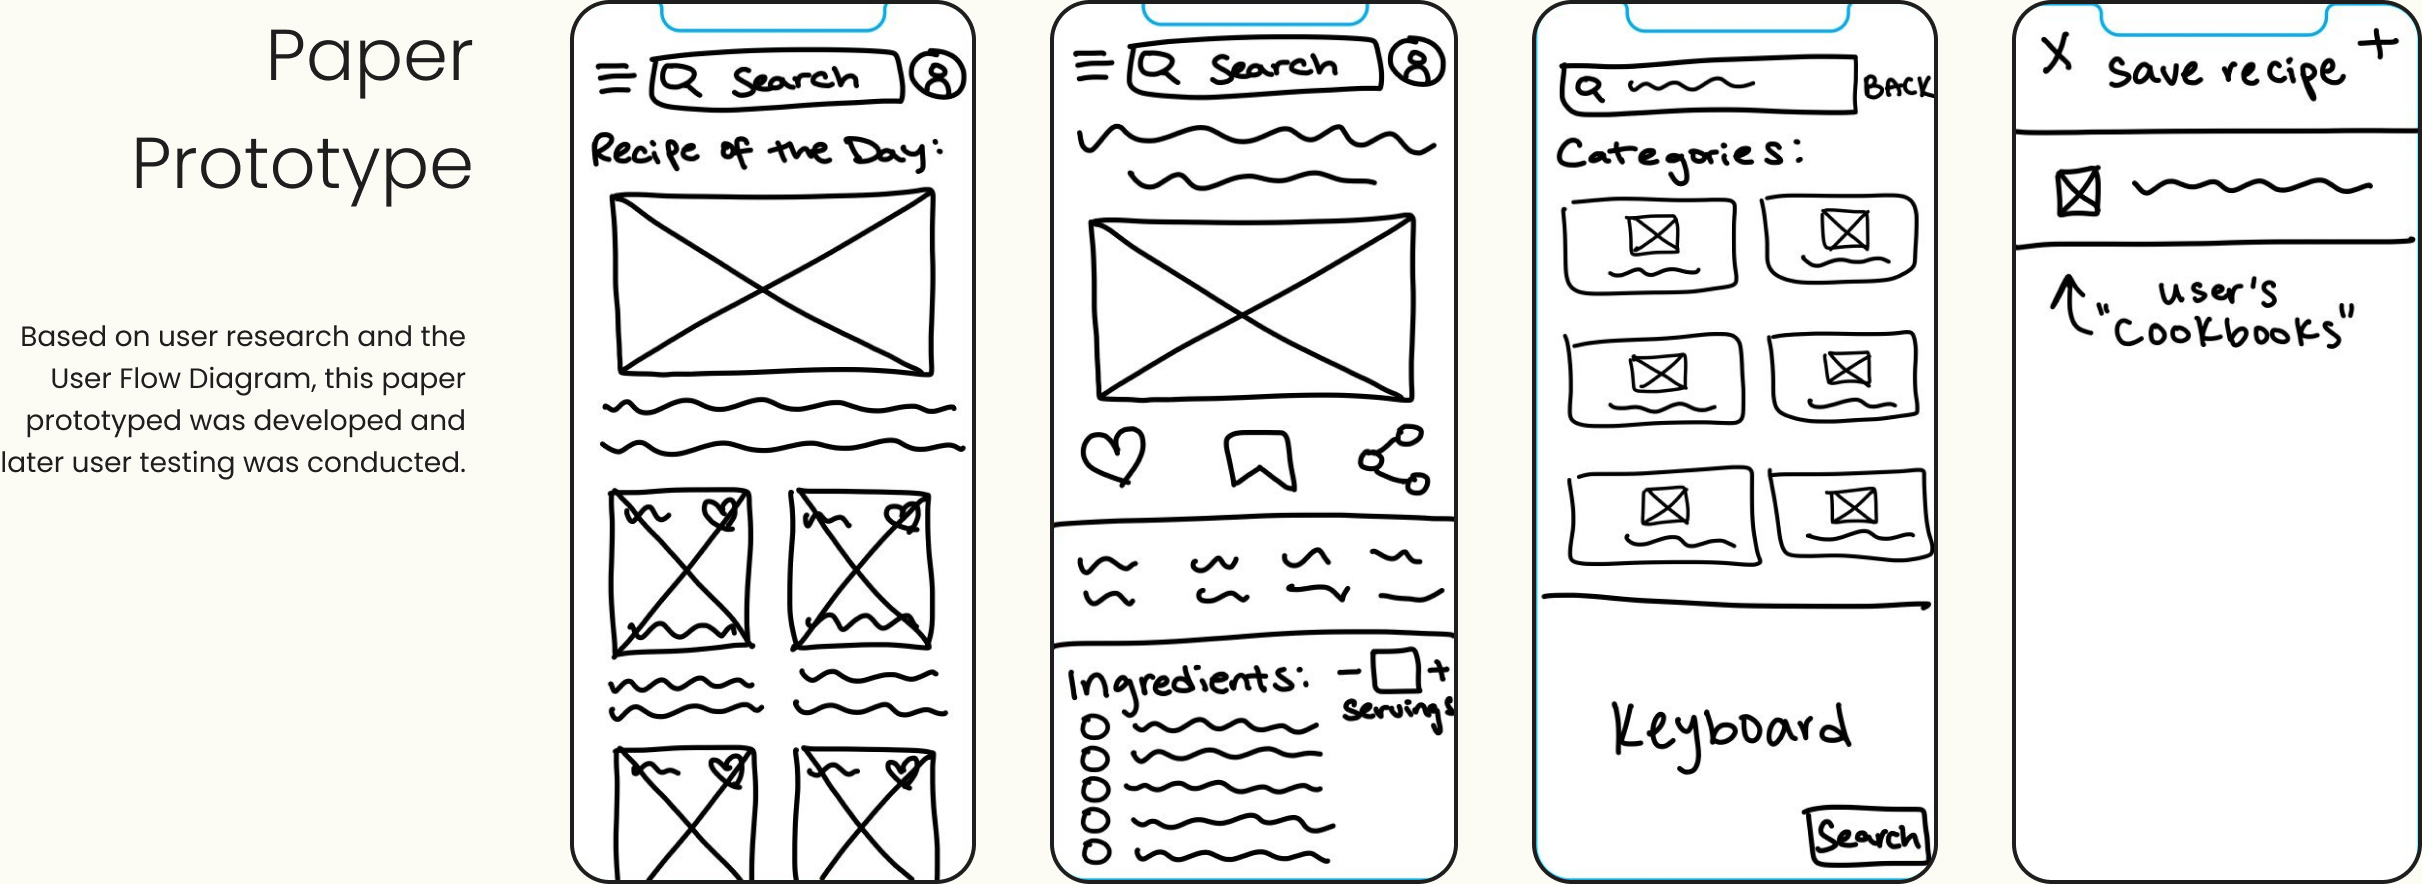 Paper
Prototype
Based on user research and the
User Flow Diagram, this paper
prototyped was developed and
later user testing was conducted.
Search
Recipe of the Day:
Search
Ingredients:
- +
servings
BACK
Categories:
Keyboard
Search
X save recipe +
"user's
cookbooks"